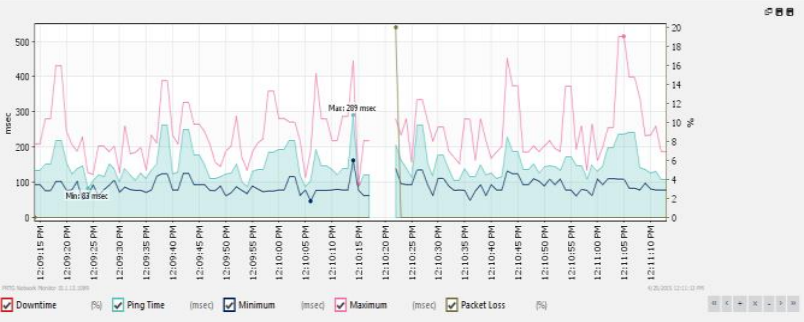 msec
500
400
300
200
100
0
Max: 289 msec
Min: 83 msec
20
18
16
14
12
10
8
6
4
2
0
%
12:09:15 PM
12:09:20 PM
12:09:25 PM
12:09:30 PM
12:09:35 PM
12:09:40 PM
12:09:45 PM
12:09:50 PM
12:09:55 PM
12:10:00 PM
12:10:05 PM
12:10:10 PM
12:10:15 PM
12:10:20 PM
12:10:25 PM
12:10:30 PM
12:10:35 PM
12:10:40 PM
12:10:45 PM
12:10:50 PM
12:10:55 PM
12:11:00 PM
12:11:05 PM
12:11:10 PM
PRTG Network Monitor
Downtime (%) Ping Time (msec) Minimum (msec) Maximum (msec) Packet Loss (%)